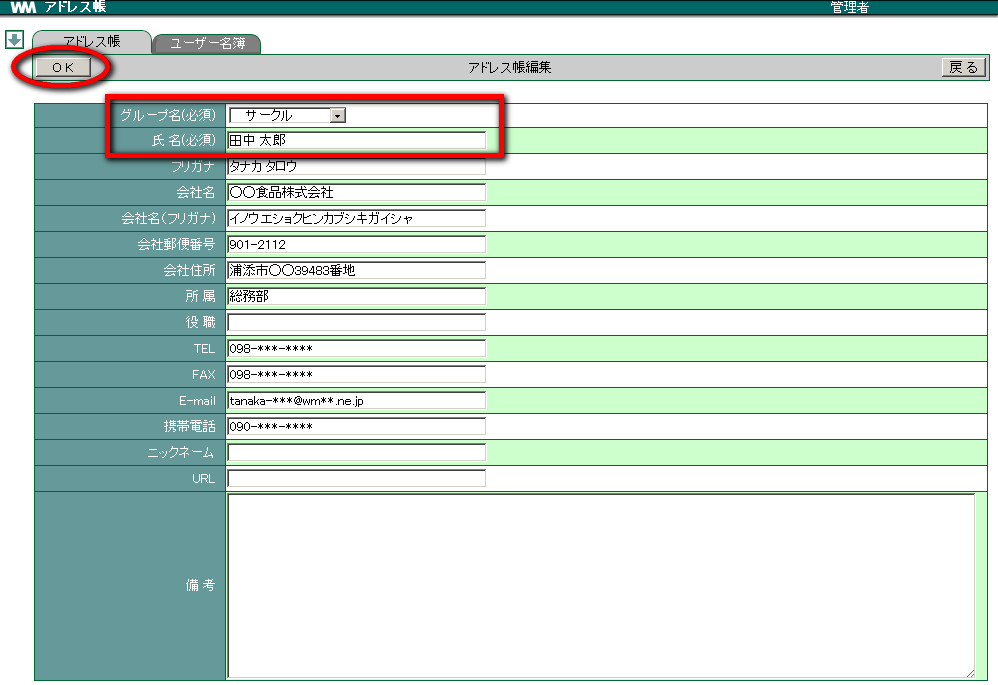 WM アドレス帳 管理者
アドレス帳 ユーザー名簿
OK アドレス帳編集 戻る
グループ名(必須) サークル
氏 名(必須) 田中 太郎
フリガナ タナカ タロウ
会社名 〇〇食品株式会社
会社名(フリガナ) イノウエショクヒンカブシキガイシャ
会社郵便番号 901-2112
会社住所 浦添市〇〇39483番地
所 属 総務部
役 職
TEL 098-***-****
FAX 098-***-****
E-mail tanaka-***@wm**.ne.jp
携帯電話 090-***-****
ニックネーム
URL
備 考